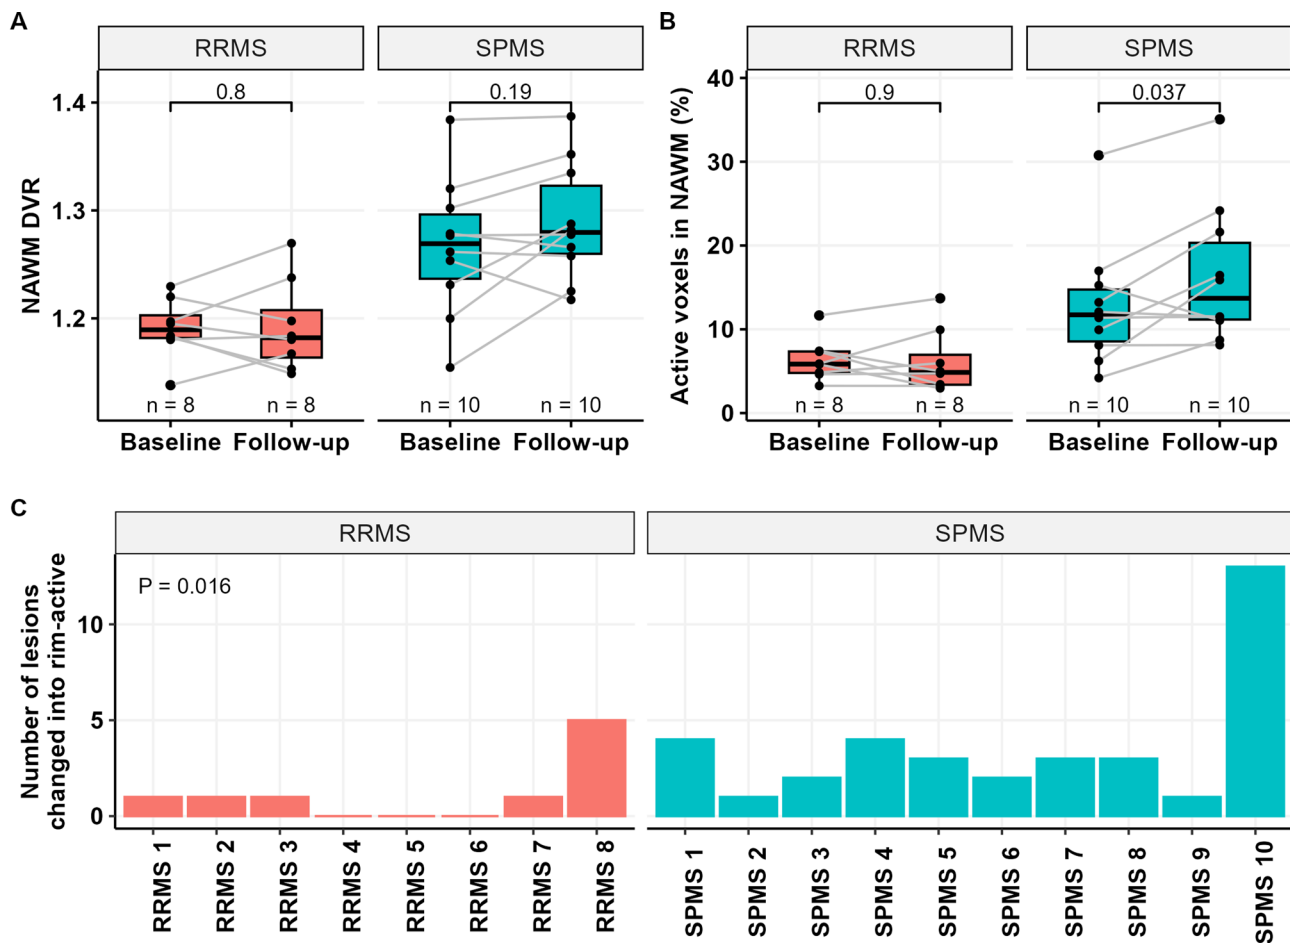 A
RRMS
SPMS
NAWM DVR
1.4
1.3
1.2
0.8
0.19
n = 8
n = 8
n = 10
n = 10
Baseline
Follow-up
Baseline
Follow-up
B
RRMS
SPMS
Active voxels in NAWM (%)
40
30
20
10
0
0.9
0.037
n = 8
n = 8
n = 10
n = 10
Baseline
Follow-up
Baseline
Follow-up
C
RRMS
SPMS
Number of lesions
changed into rim-active
10
5
0
P = 0.016
RRMS 1
RRMS 2
RRMS 3
RRMS 4
RRMS 5
RRMS 6
RRMS 7
RRMS 8
SPMS 1
SPMS 2
SPMS 3
SPMS 4
SPMS 5
SPMS 6
SPMS 7
SPMS 8
SPMS 9
SPMS 10